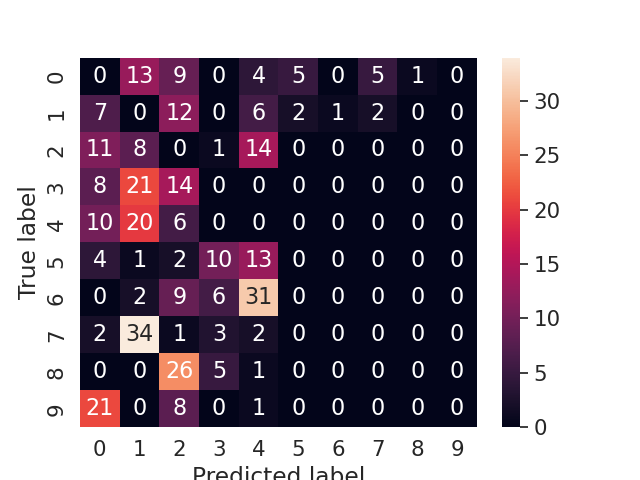 0 0 13 9 0 4 5 0 5 1 0
1 7 0 12 0 6 2 1 2 0 0
2 11 8 0 1 14 0 0 0 0 0
3 8 21 14 0 0 0 0 0 0 0
4 10 20 6 0 0 0 0 0 0 0
5 4 1 2 10 13 0 0 0 0 0
6 0 2 9 6 31 0 0 0 0 0
7 2 34 1 3 2 0 0 0 0 0
8 0 0 26 5 1 0 0 0 0 0
9 21 0 8 0 1 0 0 0 0 0
0 1 2 3 4 5 6 7 8 9
True label
Predicted label
30
25
20
15
10
5
0